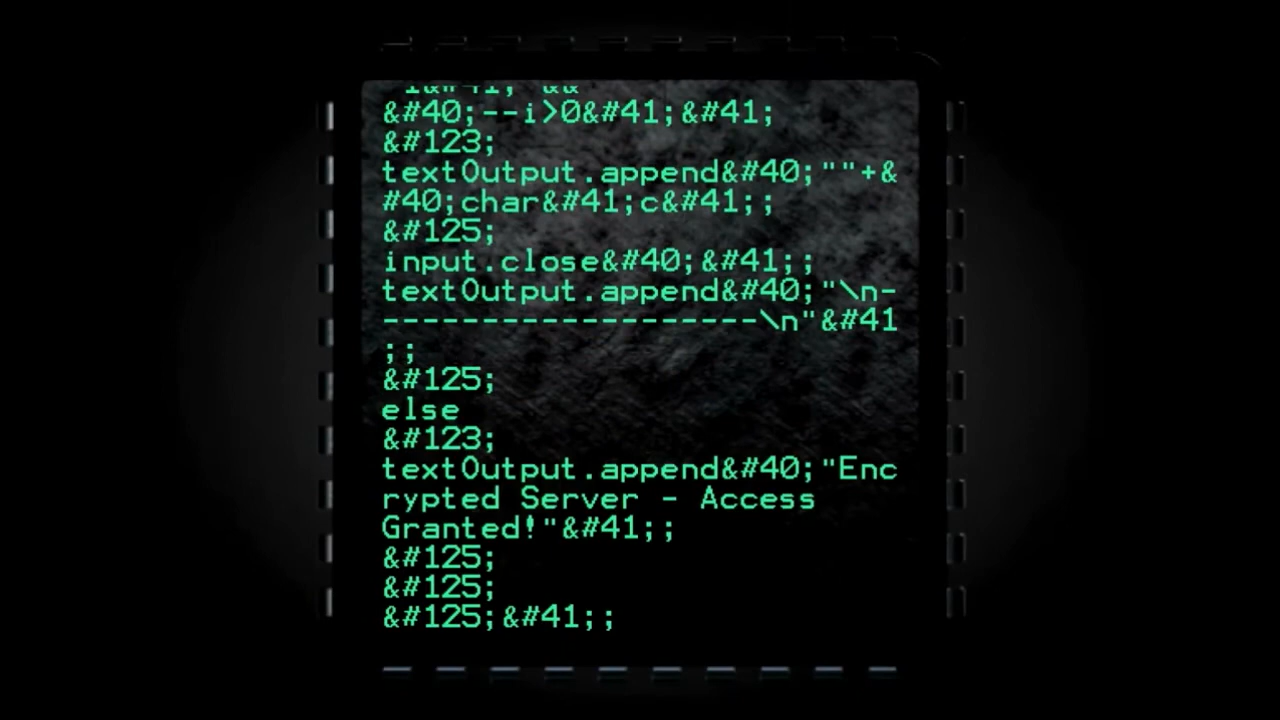 &#40;--i>0&#41;&#41;
&#123;
textOutput.append&#40;""+&
#40;char&#41;c&#41;;
&#125;
input.close&#40;&#41;;
textOutput.append&#40;"\n-
-------------------\n"&#41
;;
&#125;
else
&#123;
textOutput.append&#40;"Enc
rypted Server - Access
Granted!"&#41;;
&#125;
&#125;
&#125;&#41;;